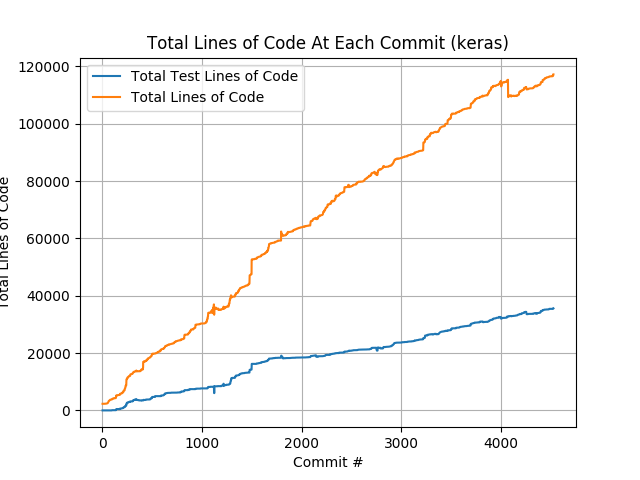 Total Lines of Code At Each Commit (keras)
Total Test Lines of Code
Total Lines of Code
120000
100000
80000
60000
40000
20000
0
Total Lines of Code
0 1000 2000 3000 4000
Commit #